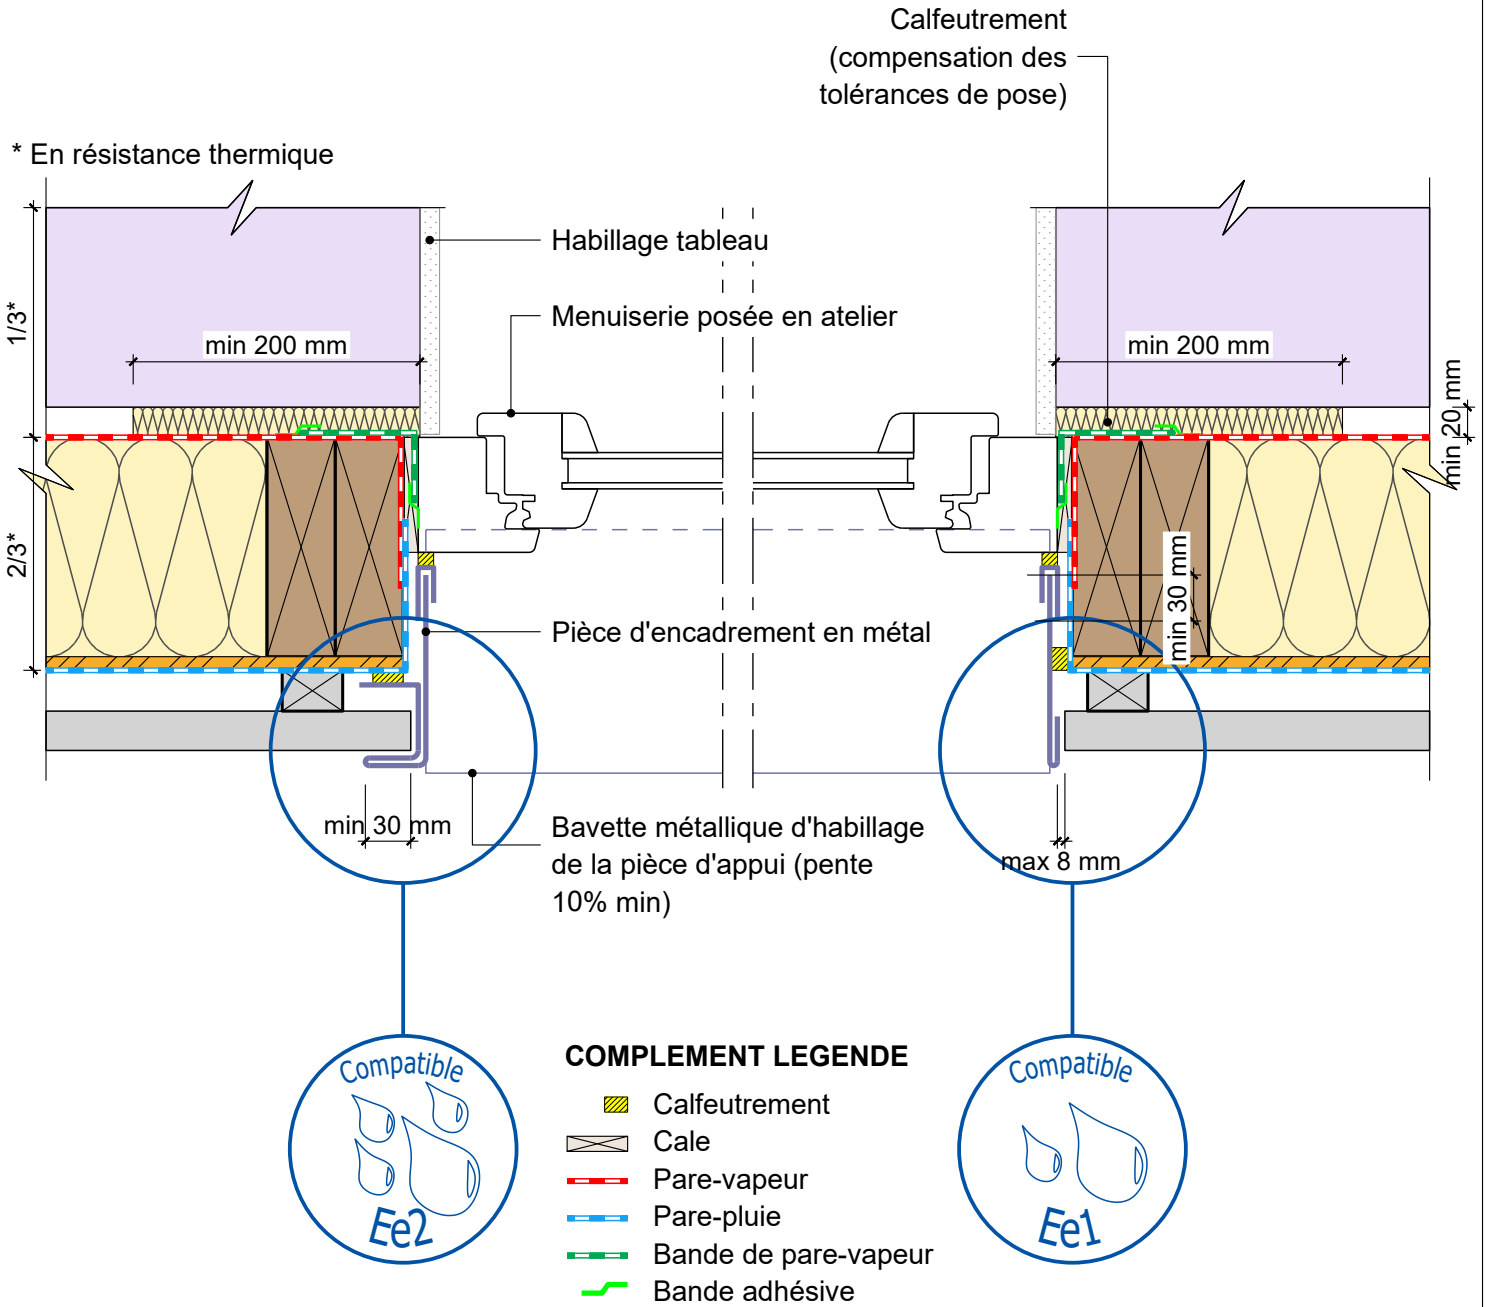 Calfeutrement
(compensation des
tolérances de pose)
* En résistance thermique
Habillage tableau
1/3*
Menuiserie posée en atelier
min 200 mm
min 200 mm
min 20 mm
2/3*
min 30 mm
Pièce d'encadrement en métal
min 30 mm
Bavette métallique d'habillage
de la pièce d'appui (pente
10% min)
max 8 mm
COMPLEMENT LEGENDE
Compatible
Ee2
Calfeutrement
Cale
Pare-vapeur
Pare-pluie
Bande de pare-vapeur
Bande adhésive
Compatible
Ee1